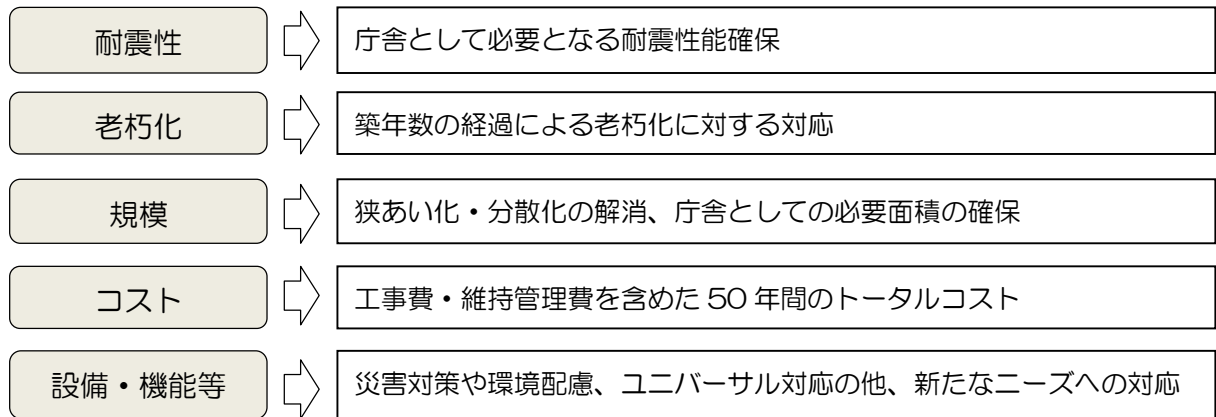 耐震性
庁舎として必要となる耐震性能確保
老朽化
築年数の経過による老朽化に対する対応
規模
狭あい化・分散化の解消、庁舎としての必要面積の確保
コスト
工事費・維持管理費を含めた 50 年間のトータルコスト
設備・機能等
災害対策や環境配慮、ユニバーサル対応の他、新たなニーズへの対応